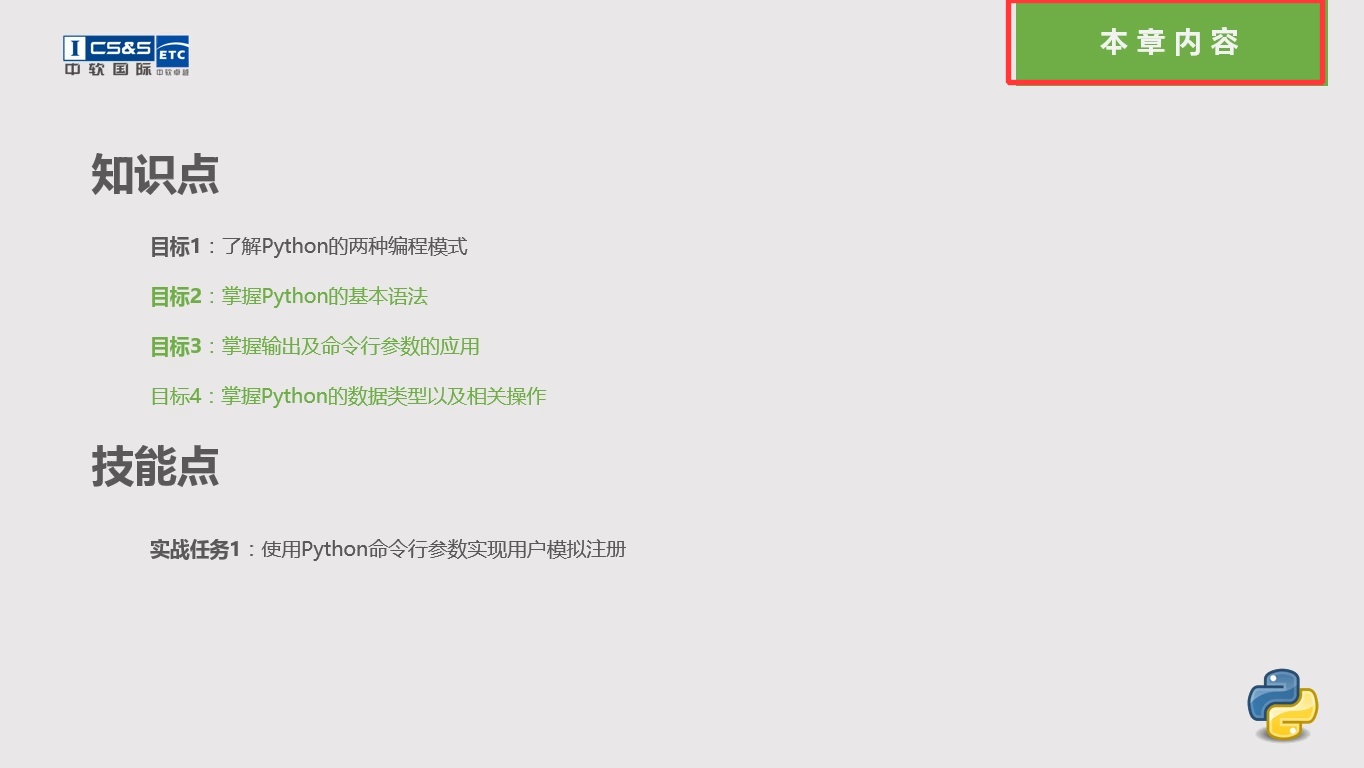 I CS&S ETC
中软国际 中软卓越
本章内容
知识点
目标1：了解Python的两种编程模式
目标2：掌握Python的基本语法
目标3：掌握输出及命令行参数的应用
目标4：掌握Python的数据类型以及相关操作
技能点
实战任务1：使用Python命令行参数实现用户模拟注册